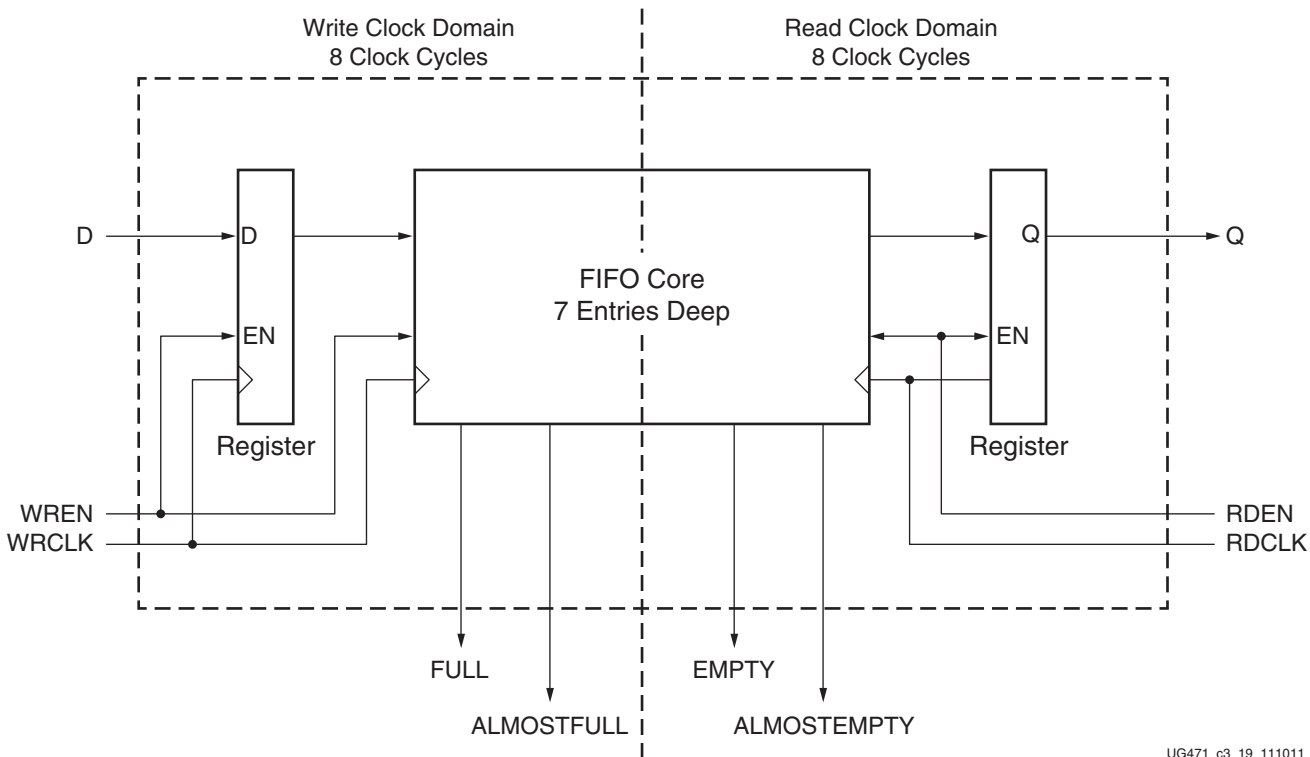 Write Clock Domain
8 Clock Cycles
Read Clock Domain
8 Clock Cycles
D
D
Q
Q
FIFO Core
7 Entries Deep
EN
EN
Register
Register
WREN
WRCLK
RDEN
RDCLK
FULL
EMPTY
ALMOSTFULL
ALMOSTEMPTY
UG471_c3_19_111011